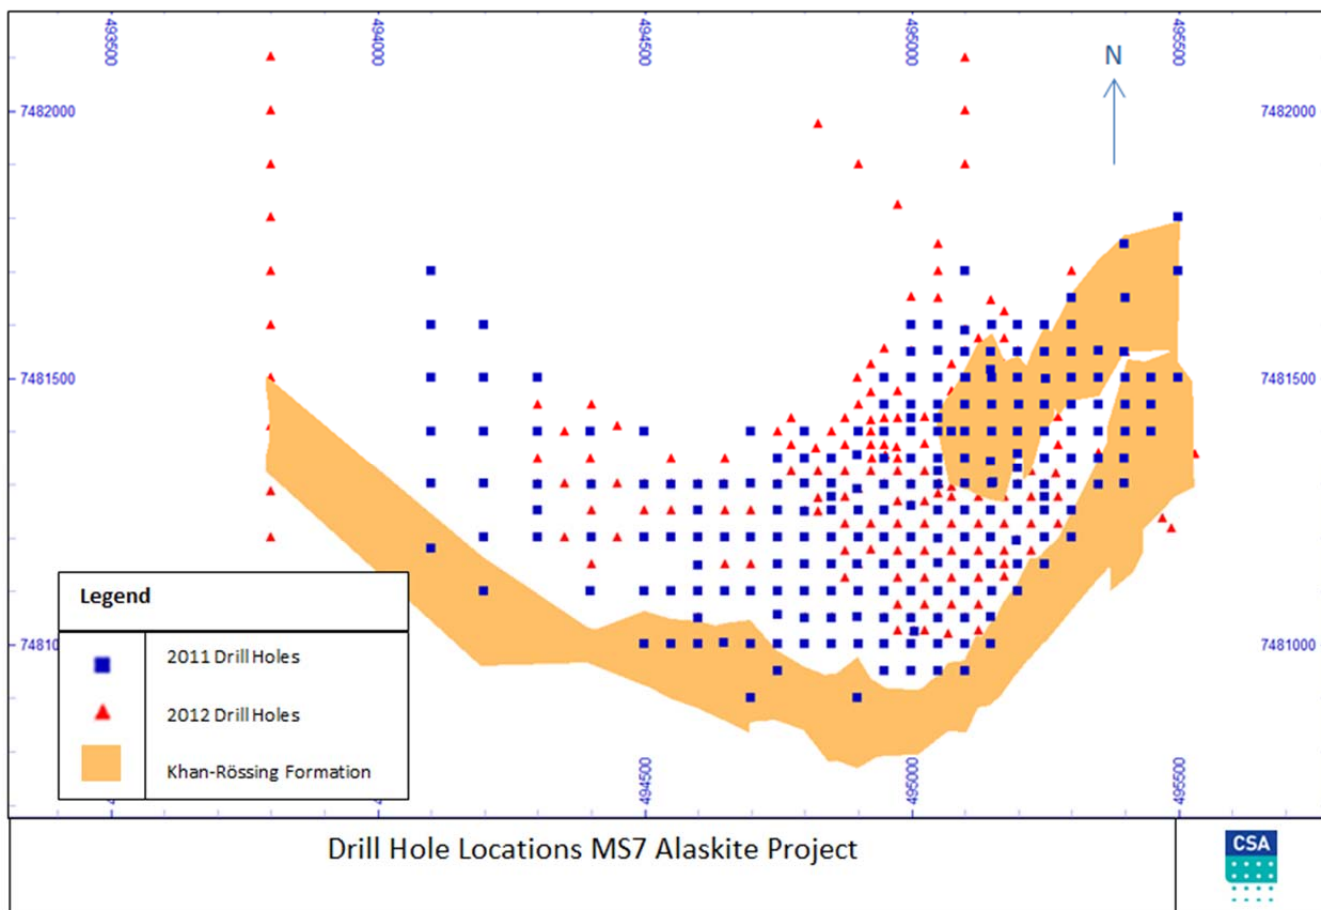 493500
494000
494500
495000
495500
N
7482000
7482000
7481500
7481500
Legend
2011 Drill Holes
2012 Drill Holes
Khan-Rössing Formation
7481000
494500
495000
495500
Drill Hole Locations MS7 Alaskite Project
CSA